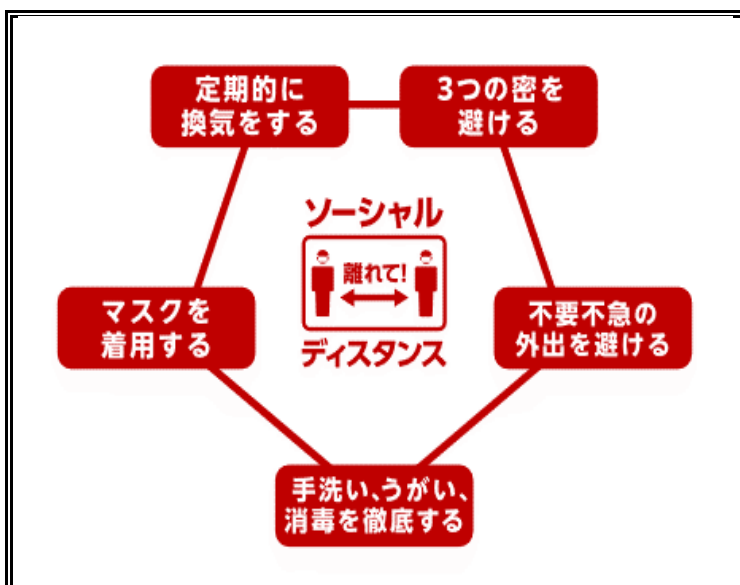 定期的に
換気をする
3つの密を
避ける
ソーシャル
離れて!
ディスタンス
マスクを
着用する
不要不急の
外出を避ける
手洗い、うがい、
消毒を徹底する